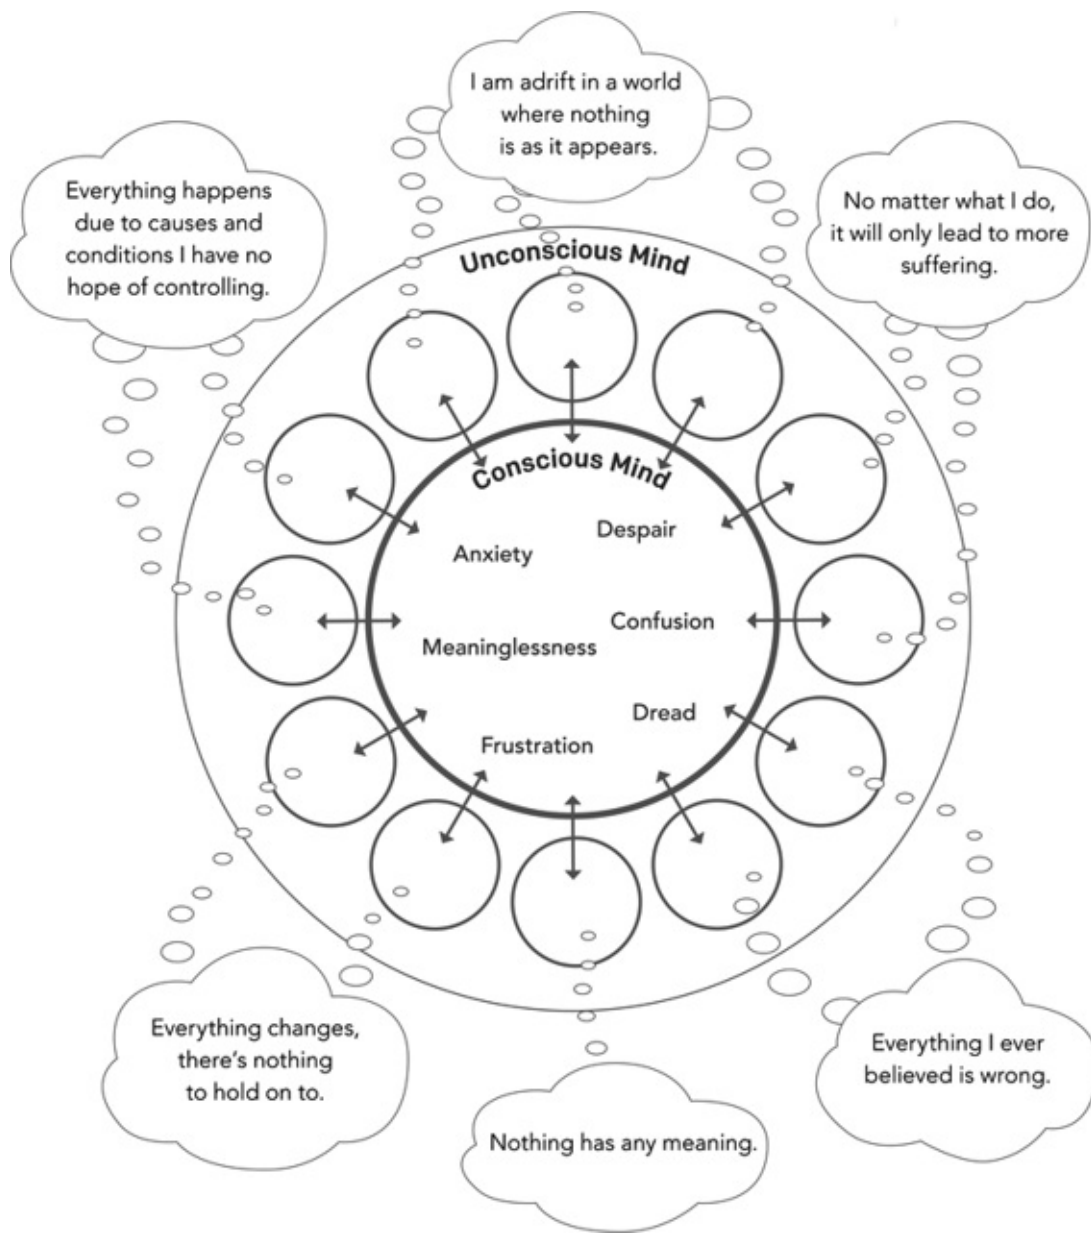 I am adrift in a world
where nothing
is as it appears.
Everything happens
due to causes and
conditions I have no
hope of controlling.
No matter what I do,
it will only lead to more
suffering.
Unconscious Mind
Conscious Mind
Despair
Anxiety
Confusion
Meaninglessness
Dread
Frustration
Everything changes,
there's nothing
to hold on to.
Everything I ever
believed is wrong.
Nothing has any meaning.